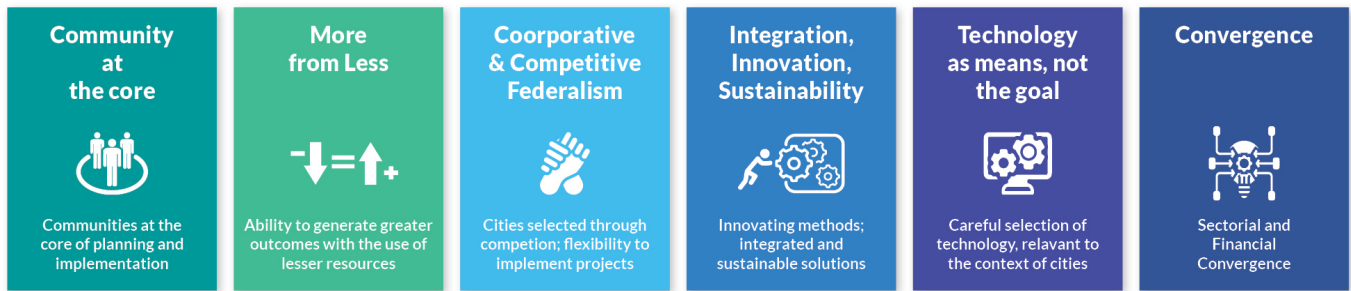 Community
at
the core
Communities at the
core of planning and
implementation
More
from Less
Ability to generate greater
outcomes with the use of
lesser resources
Coorporative
& Competitive
Federalism
Cities selected through
competion; flexibility to
implement projects
Integration,
Innovation,
Sustainability
Innovating methods;
integrated and
sustainable solutions
Technology
as means, not
the goal
Careful selection of
technology, relavant to
the context of cities
Convergence
Sectorial and
Financial
Convergence